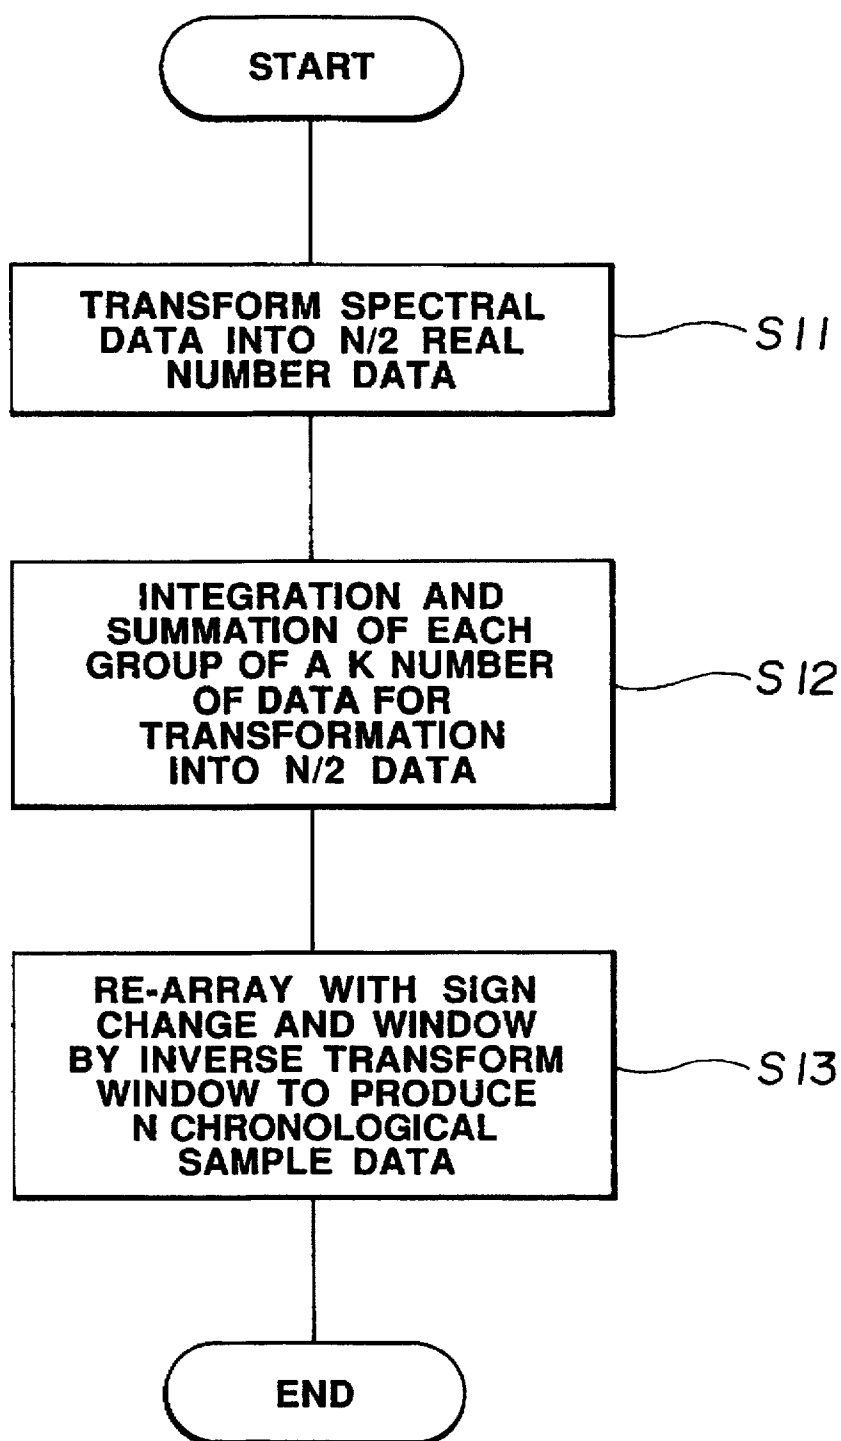 START
TRANSFORM SPECTRAL
DATA INTO N/2 REAL
NUMBER DATA
S11
INTEGRATION AND
SUMMATION OF EACH
GROUP OF A K NUMBER
OF DATA FOR
TRANSFORMATION
INTO N/2 DATA
S12
RE-ARRAY WITH SIGN
CHANGE AND WINDOW
BY INVERSE TRANSFORM
WINDOW TO PRODUCE
N CHRONOLOGICAL
SAMPLE DATA
S13
END